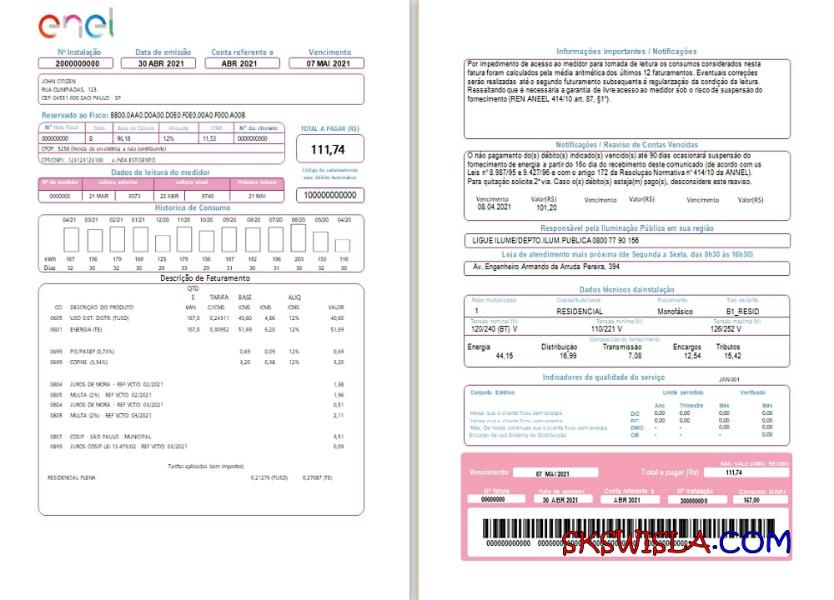 enel
Nº Instalação Data de emissão Conta referente a Vencimento
2000000000 30 ABR 2021 ABR 2021 07 MAI 2021
JOHN CITIZEN
RUA OLIMPIADAS, 123
CEP: 04551 000 SAO PAULO - SP
Reservado ao Fisco: BB00.0AA0.D0A00.D0E0.F0E0.00A0.F000.A00B
Nº Nota Fiscal Série Base de Cálculo Alíquota ICMS Nº do cliente
000000000 B 96,18 12% 11,53 0000000000
CFOP: 5258 (Venda de en.elétrica a não contribuinte)
CPF/CNPJ: 123123123100
TOTAL A PAGAR (R$)
111,74
Código de cadastramento
para Débito Automático
100000000000
Dados de leitura do medidor
Nº do medidor Leitura anterior Leitura atual Próxima leitura
0000000 21 MAR 8573 22 ABR 8740 21 MAI
Historico de Consumo
04/21 03/21 02/21 01/21 12/20 11/20 10/20 09/20 08/20 07/20 06/20 05/20 04/20
kWh 167 156 179 168 125 179 156 187 182 196 203 153 116
Dias 32 30 28 32 30 29 31 30 31 30 32 30 30
Descrição de Faturamento
QTD
E TARIFA BASE ALIQ
CO DESCRIÇÃO DO PRODUTO kWh C/ICMS ICMS ICMS ICMS VALOR
0605 USO SIST. DISTR. (TUSD) 167,0 0,24311 40,60 4,86 12% 40,60
0601 ENERGIA (TE) 167,0 0,30952 51,69 6,20 12% 51,69
0699 PIS/PASEP (0,73%) 0,69 0,09 12% 0,69
0699 COFINS (3,34%) 3,20 0,38 12% 3,20
0804 JUROS DE MORA - REF VCTO: 02/2021 1,38
0805 MULTA (2%) - REF VCTO: 02/2021 1,96
0804 JUROS DE MORA - REF VCTO: 03/2021 0,51
0805 MULTA (2%) - REF VCTO: 03/2021 2,11
0807 COSIP - SAO PAULO - MUNICIPAL 9,51
0899 JUROS COSIP LEI 13.479/02 - REF VCTO: 03/2021 0,09
Tarifas aplicadas (sem impostos)
RESIDENCIAL PLENA 0,21276 (TUSD) 0,27087 (TE)
Informações importantes / Notificações
Por impedimento de acesso ao medidor para tomada de leitura os consumos considerados nesta
fatura foram calculados pela média aritmética dos últimos 12 faturamentos. Eventuais correções
serão realizadas até o segundo futuramento subsequente á regularização da condição de leitura.
Ressaltando que é necessária a garantia de livre acesso ao medidor sob o risco de suspensão do
fornecimento (REN ANEEL 414/10 art. 87, §1º).
Notificações / Reaviso de Contas Vencidas
O não pagamento do(s) débito(s) indicado(s) vencido(s) até 90 dias ocasionará suspensão do
fornecimento de energia a partir do 16o dia do recebimento deste comunicado (de acordo com us
Leis n° 8.987/95 e 9.427/96 e com o artigo 172 da Resolução Normativa n° 414/10 da ANNEL).
Para quitação solicite 2° via. Caso o(s) débito(s) esteja(m) pago(s), desconsidere este reaviso.
Vencimento Valor(R$) Vencimento Valor(R$) Vencimento Valor(R$)
08.04.2021 101,20
Responsável pela Iluminação Pública em sua região
LIGUE ILUME/DEPTO.ILUM.PUBLICA 0800 77 90 156
Loja de atendimento mais próxima (de Segunda a Sexta, das 8h30 às 16h30)
Av. Engenheiro Armando de Arruda Pereira, 394
Dados técnicos dainstalação
Fator multiplicador Classe/Subclasse Faturamento Tipo de tarifa
1 RESIDENCIAL Monofásico B1_RESID
Tensão nominal (V) Tensão mínima (V) Tensão máxima (V)
120/240 (BT) V 110/221 V 126/252 V
Composição do fornecimento
Energia Distribuição Transmissão Encargos Tributos
44,15 16,99 7,08 12,54 15,42
Indicadores de qualidade do serviço
JAN 001
Conjunto Elétrico Limite permitido Verificado
Ano Trimestre Mês Mês
Horas que o cliente ficou sem energia DIC 0,00 0,00 0,00 0,00
Vezes que o cliente ficou sem energia FIC 0,00 0,00 0,00 0,00
Máx. De horas contínuas que o cliente ficou sem energia DMIC - - 0,00 0,00
Encargo de uso Sistema de Distribuição CM - - 0,00
NÃO VALE COMO RECIBO
Vencimento 07 MAI 2021 Total a pagar (R$) 111,74
Nº fatura Data de emissão Conta referente a Nº instalação Consumo (kWh)
00000000 30 ABR 2021 ABR 2021 200000000 167,00
SKSWISLA.COM